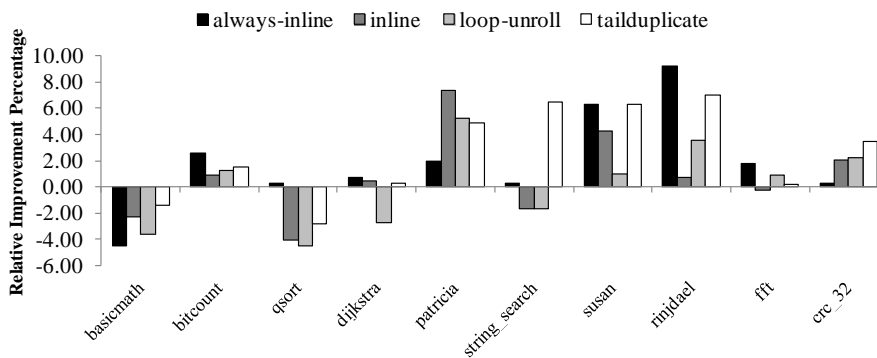 always-inline inline loop-unroll tailduplicate
Relative Improvement Percentage
10.00
8.00
6.00
4.00
2.00
0.00
-2.00
-4.00
-6.00
basicmath
bitcount
qsort
dijkstra
patricia
string_search
susan
rinjdael
fft
crc_32